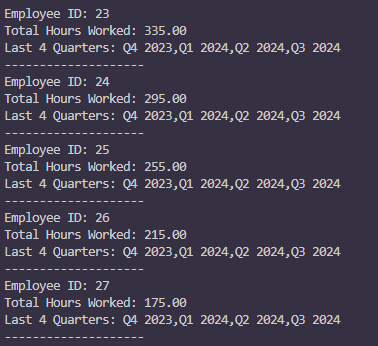 Employee ID: 23
Total Hours Worked: 335.00
Last 4 Quarters: Q4 2023,Q1 2024,Q2 2024,Q3 2024
--------------------
Employee ID: 24
Total Hours Worked: 295.00
Last 4 Quarters: Q4 2023,Q1 2024,Q2 2024,Q3 2024
--------------------
Employee ID: 25
Total Hours Worked: 255.00
Last 4 Quarters: Q4 2023,Q1 2024,Q2 2024,Q3 2024
--------------------
Employee ID: 26
Total Hours Worked: 215.00
Last 4 Quarters: Q4 2023,Q1 2024,Q2 2024,Q3 2024
--------------------
Employee ID: 27
Total Hours Worked: 175.00
Last 4 Quarters: Q4 2023,Q1 2024,Q2 2024,Q3 2024
--------------------